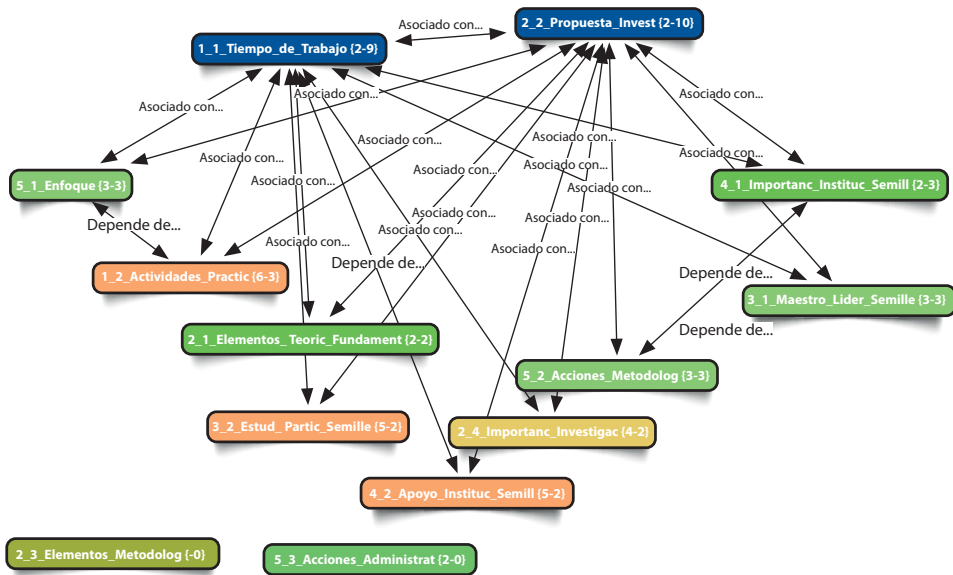 2_2_Propuesta_Invest {2-10}
Asociado con...
1_1_Tiempo_de_Trabajo {2-9}
Asociado con...
Asociado con...
Asociado con...
Asociado con...
Asociado con...
Asociado con...
Asociado con...
Asociado con...
Asociado con...
5_1_Enfoque {3-3}
Asociado con...
Asociado con...
4_1_Importanc_Instituc_Semill {2-3}
Asociado con...
Depende de...
Asociado con...
Asociado con...
Asociado con...
Depende de...
1_2_Actividades_Practic {6-3}
Depende de...
3_1_Maestro_Lider_Semille {3-3}
Depende de...
2_1_Elementos_ Teoric_Fundament {2-2}
5_2_Acciones_Metodolog {3-3}
3_2_Estud_ Partic_Semille {5-2}
2_4_Importanc_Investigac {4-2}
4_2_Apoyo_Instituc_Semill {5-2}
2_3_Elementos_Metodolog {-0}
5_3_Acciones_Administrat {2-0}